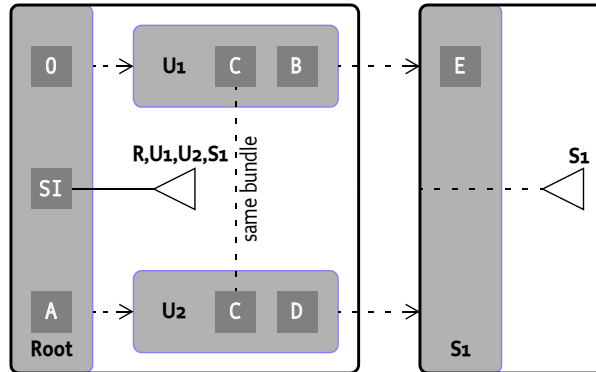 0
U1
C
B
E
R,U1,U2,S1
S1
SI
same bundle
A
U2
C
D
Root
S1